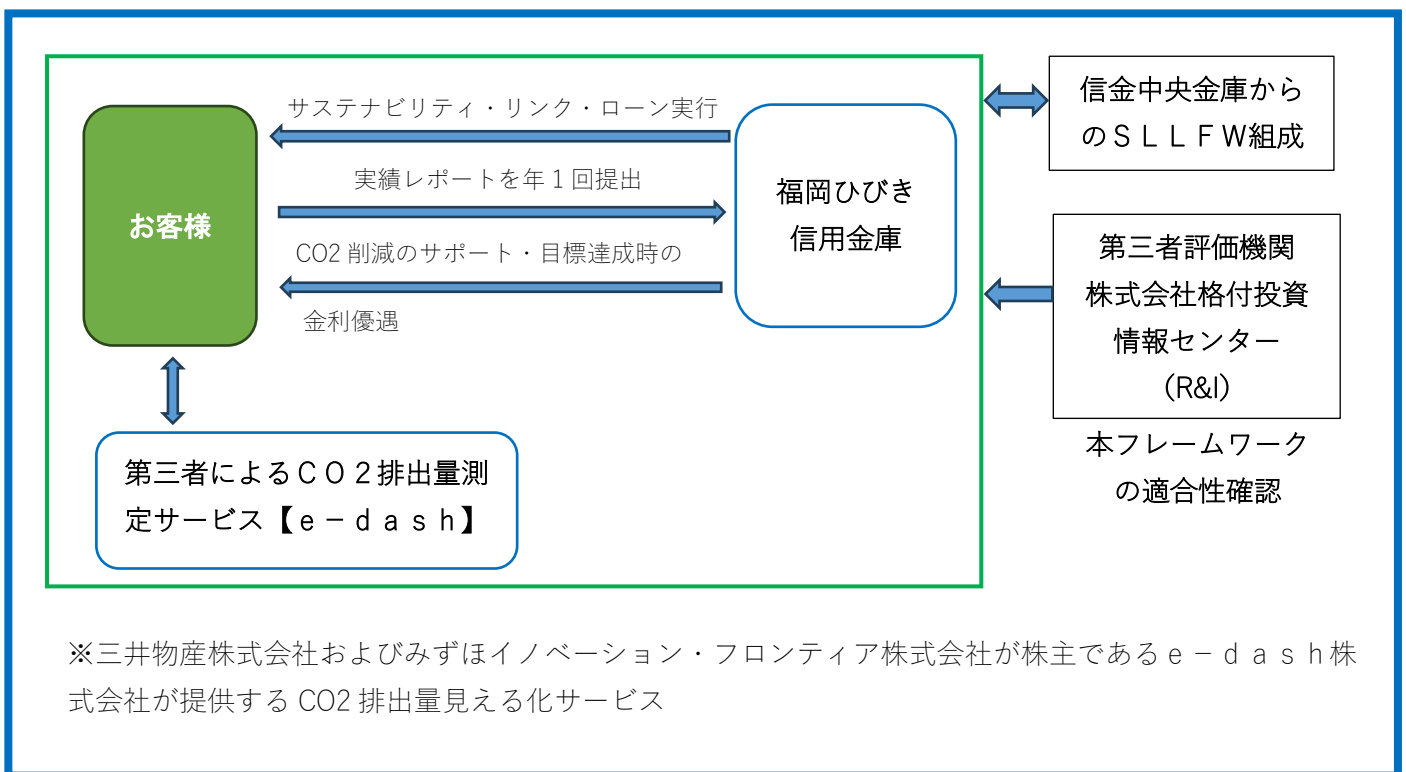 サステナビリティ・リンク・ローン実行
実績レポートを年１回提出
お客様
CO2 削減のサポート・目標達成時の
金利優遇
福岡ひびき
信用金庫
第三者によるＣＯ２排出量測
定サービス【ｅ－ｄａｓｈ】
信金中央金庫から
のＳＬＬＦＷ組成
第三者評価機関
株式会社格付投資
情報センター
（R&I）
本フレームワーク
の適合性確認
※三井物産株式会社およびみずほイノベーション・フロンティア株式会社が株主であるｅ－ｄａｓｈ株
式会社が提供する CO2 排出量見える化サービス